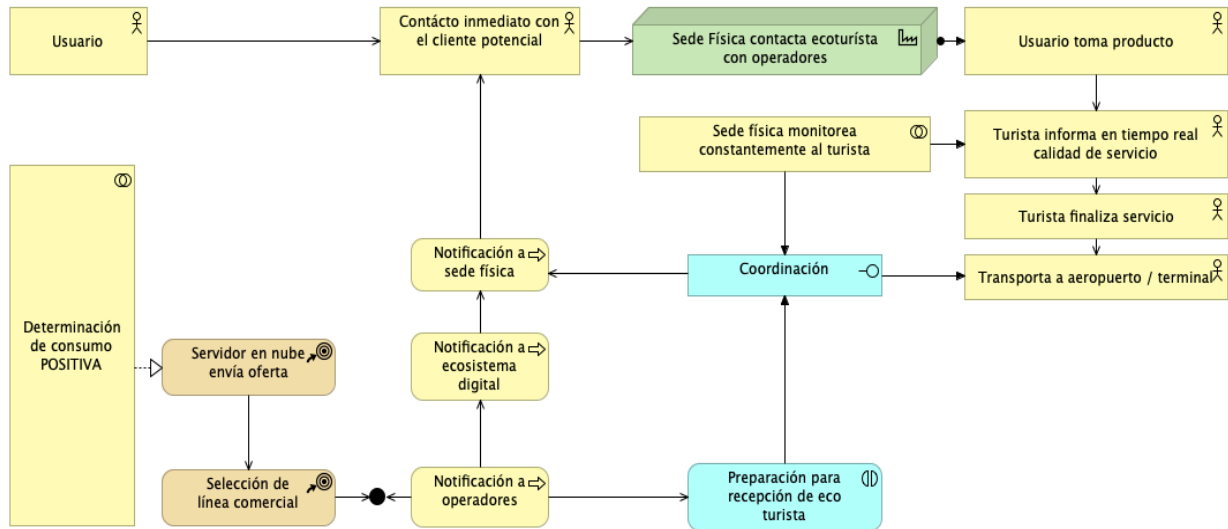 Usuario
Contácto inmediato con
el cliente potencial
Sede Física contacta ecoturísta
con operadores
Usuario toma producto
Sede física monitorea
constantemente al turista
Turista informa en tiempo real
calidad de servicio
Turista finaliza servicio
Notificación a
sede física
Coordinación
Transporta a aeropuerto / terminal
Determinación
de consumo
POSITIVA
Servidor en nube
envía oferta
Notificación a
ecosistema
digital
Selección de
línea comercial
Notificación a
operadores
Preparación para
recepción de eco
turista